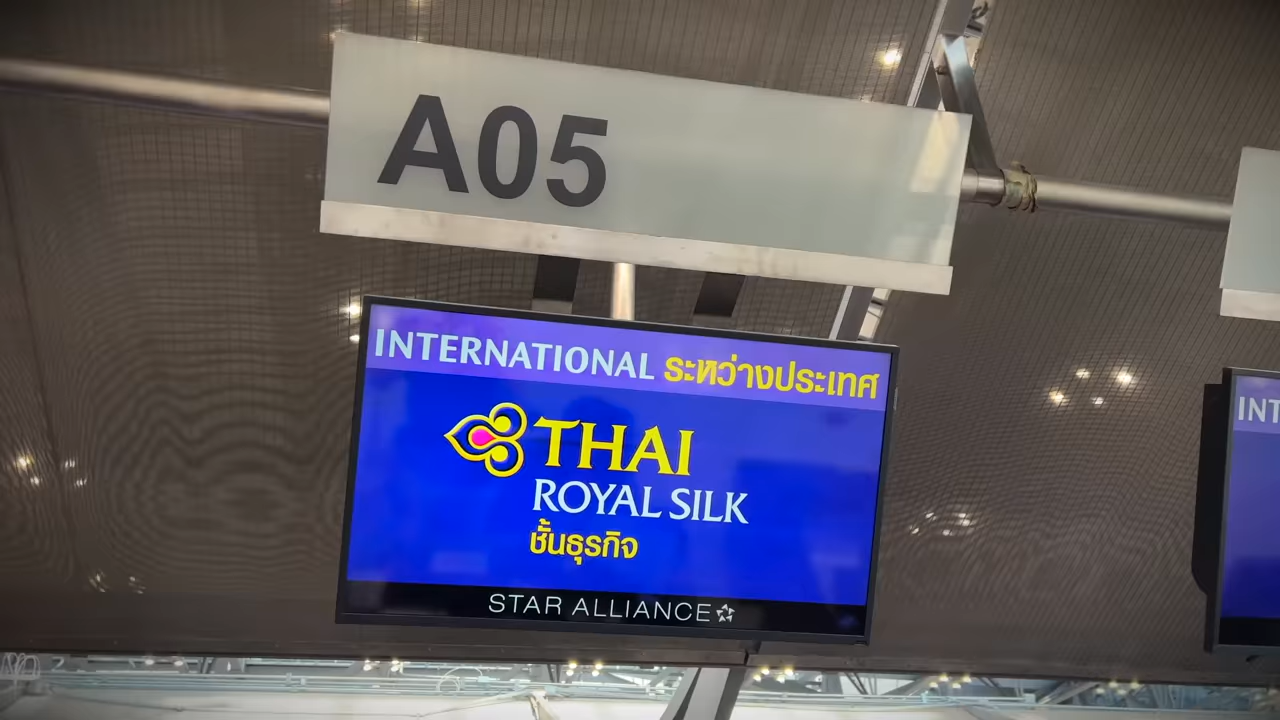 A05
INTERNATIONAL ระหว่างประเทศ
THAI
ROYAL SILK
ชั้นธุรกิจ
STAR ALLIANCE
INT